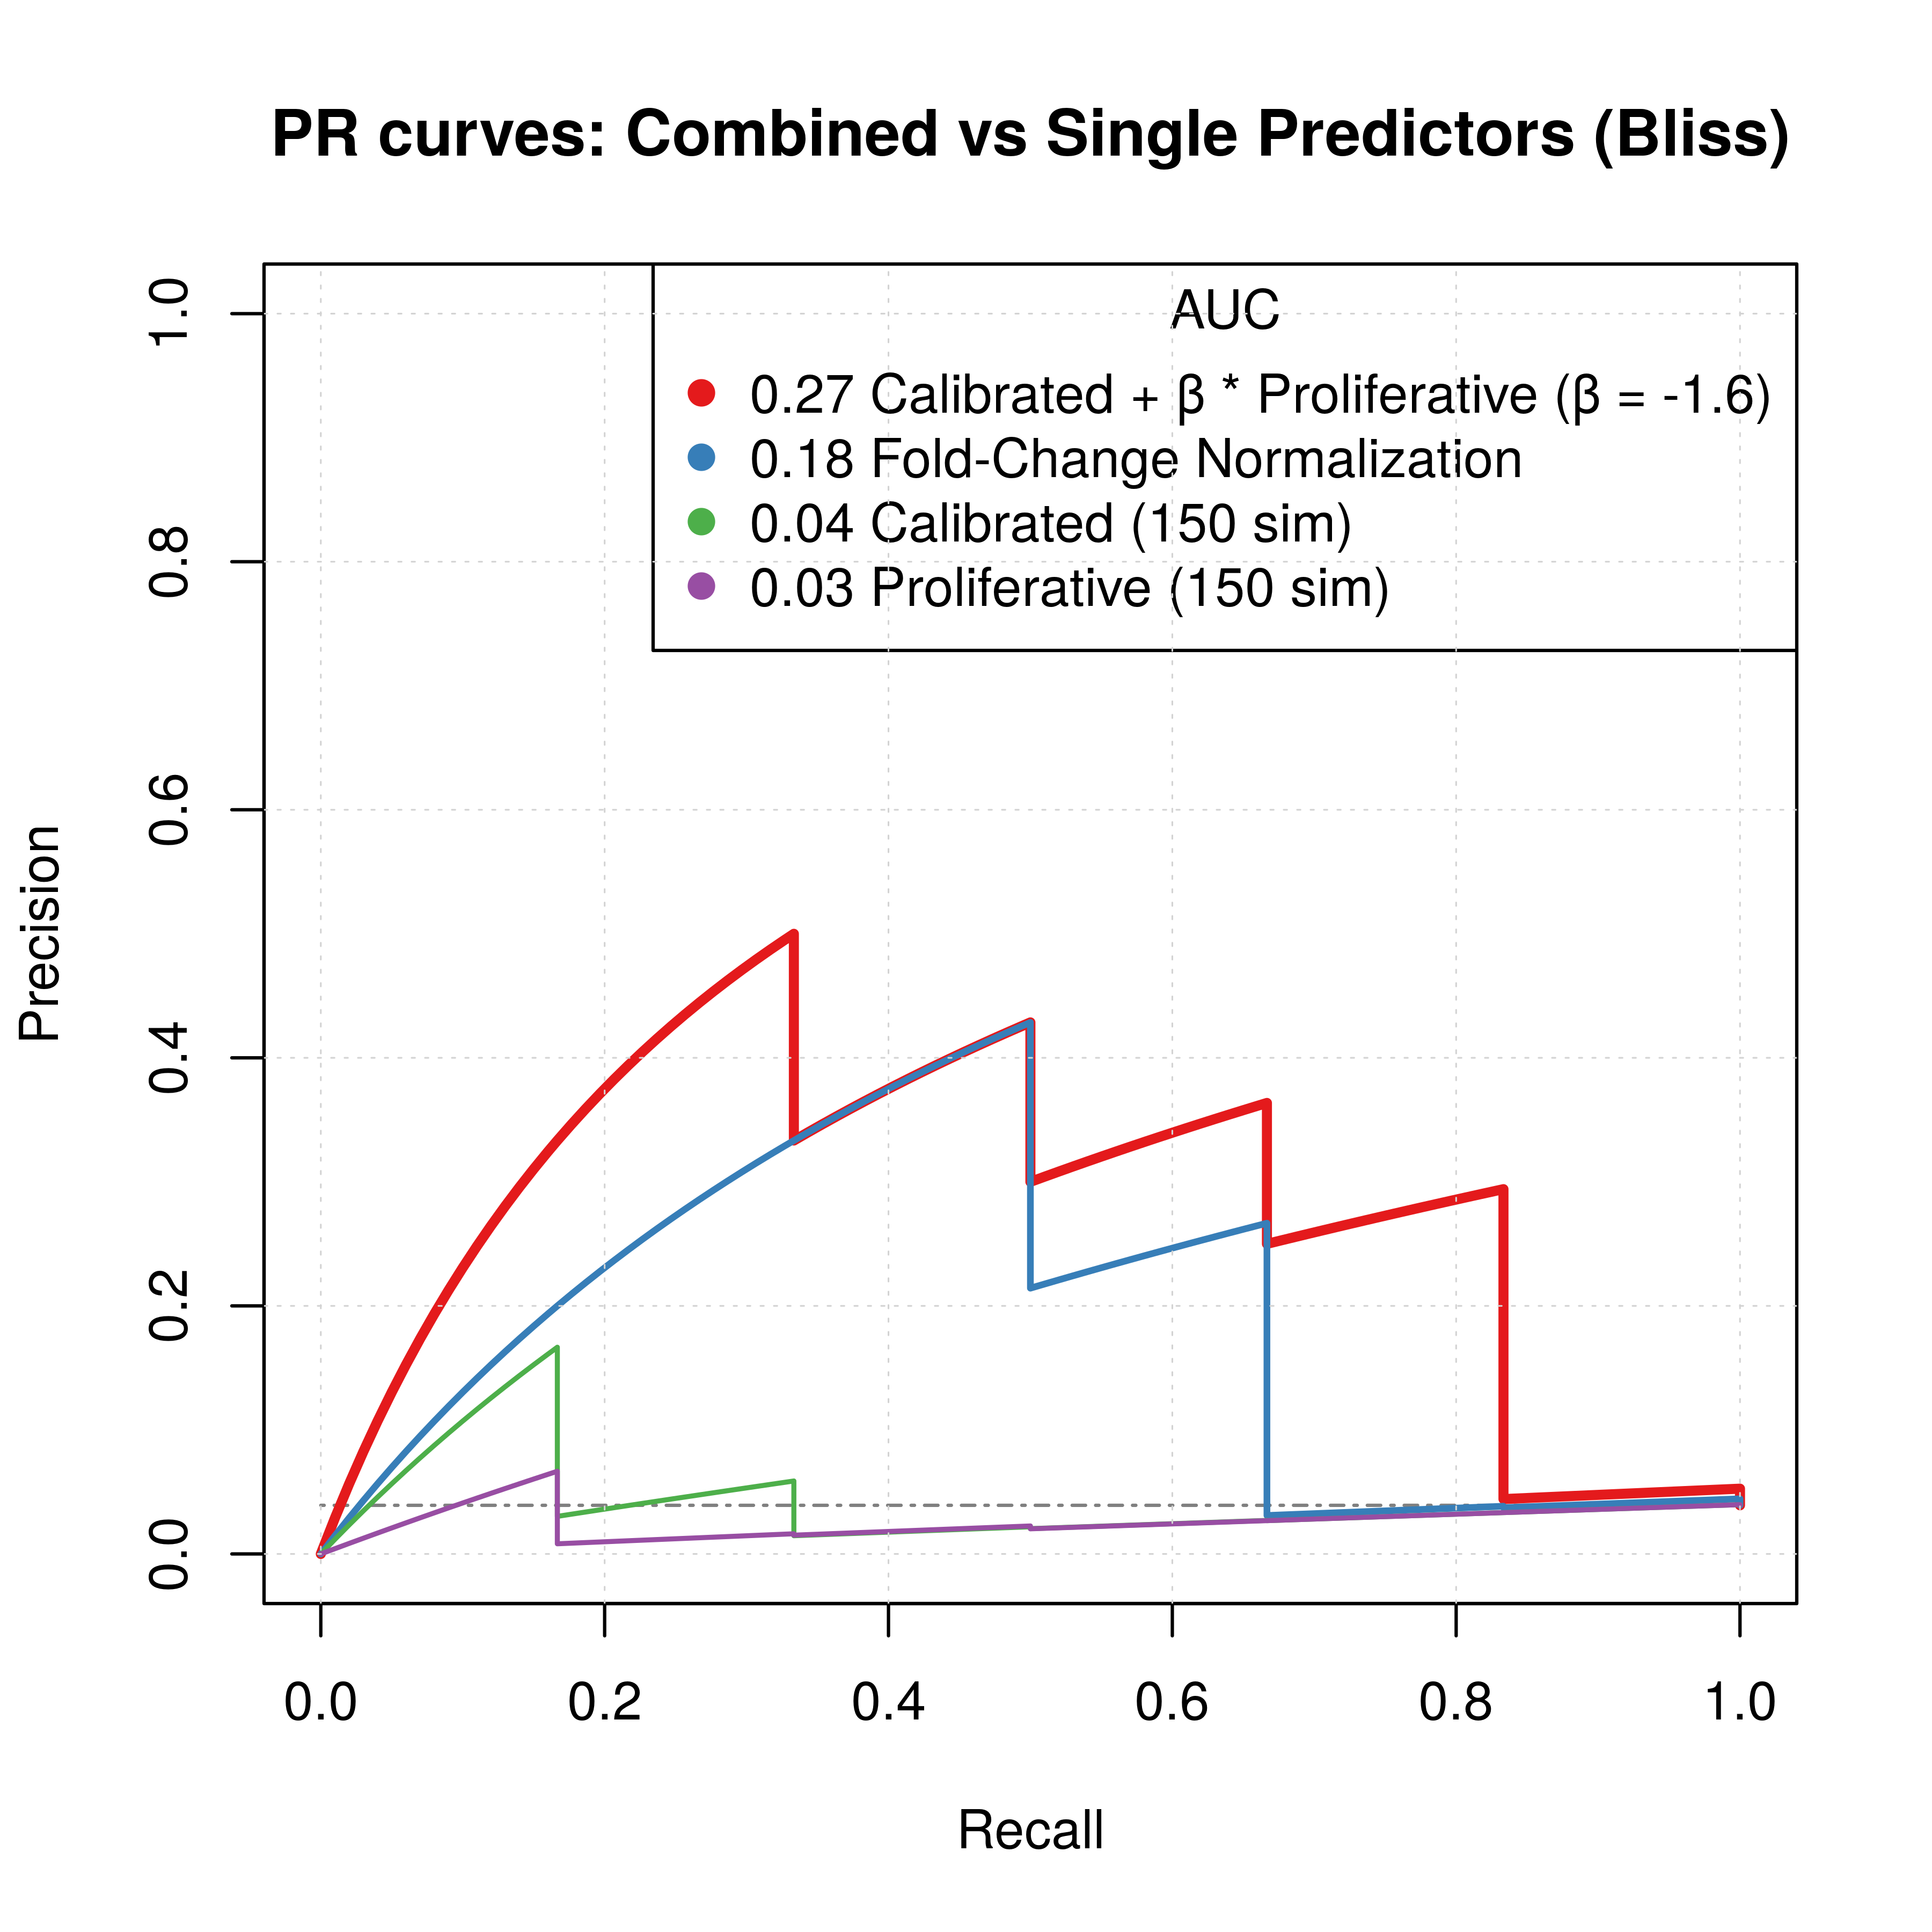 PR curves: Combined vs Single Predictors (Bliss)
AUC
0.27 Calibrated + β * Proliferative (β = -1.6)
0.18 Fold-Change Normalization
0.04 Calibrated (150 sim)
0.03 Proliferative (150 sim)
Precision
1.0
0.8
0.6
0.4
0.2
0.0
0.0 0.2 0.4 0.6 0.8 1.0
Recall